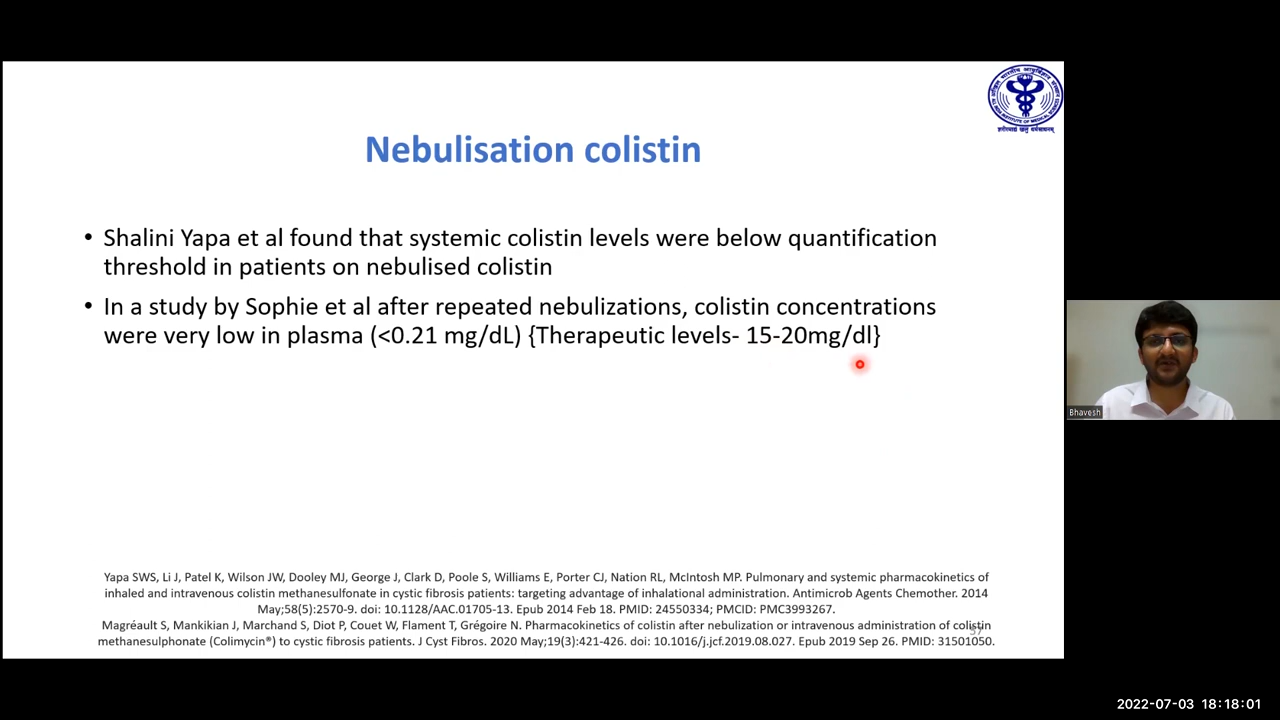 Nebulisation colistin
• Shalini Yapa et al found that systemic colistin levels were below quantification
threshold in patients on nebulised colistin
• In a study by Sophie et al after repeated nebulizations, colistin concentrations
were very low in plasma (<0.21 mg/dL) {Therapeutic levels- 15-20mg/dl}
Bhavesh
Yapa SWS, Li J, Patel K, Wilson JW, Dooley MJ, George J, Clark D, Poole S, Williams E, Porter CJ, Nation RL, McIntosh MP. Pulmonary and systemic pharmacokinetics of
inhaled and intravenous colistin methanesulfonate in cystic fibrosis patients: targeting advantage of inhalational administration. Antimicrob Agents Chemother. 2014
May;58(5):2570-9. doi: 10.1128/AAC.01705-13. Epub 2014 Feb 18. PMID: 24550334; PMCID: PMC3993267.
Magréault S, Mankikian J, Marchand S, Diot P, Couet W, Flament T, Grégoire N. Pharmacokinetics of colistin after nebulization or intravenous administration of colistin
methanesulphonate (Colimycin®) to cystic fibrosis patients. J Cyst Fibros. 2020 May;19(3):421-426. doi: 10.1016/j.jcf.2019.08.027. Epub 2019 Sep 26. PMID: 31501050.
2022-07-03 18:18:01